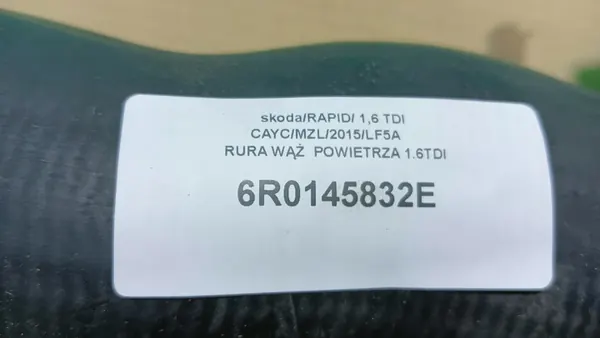 skoda/RAPID/ 1,6 TDI
CAYC/MZL/2015/LF5A
RURA WĄŻ POWIETRZA 1.6TDI
6R0145832E